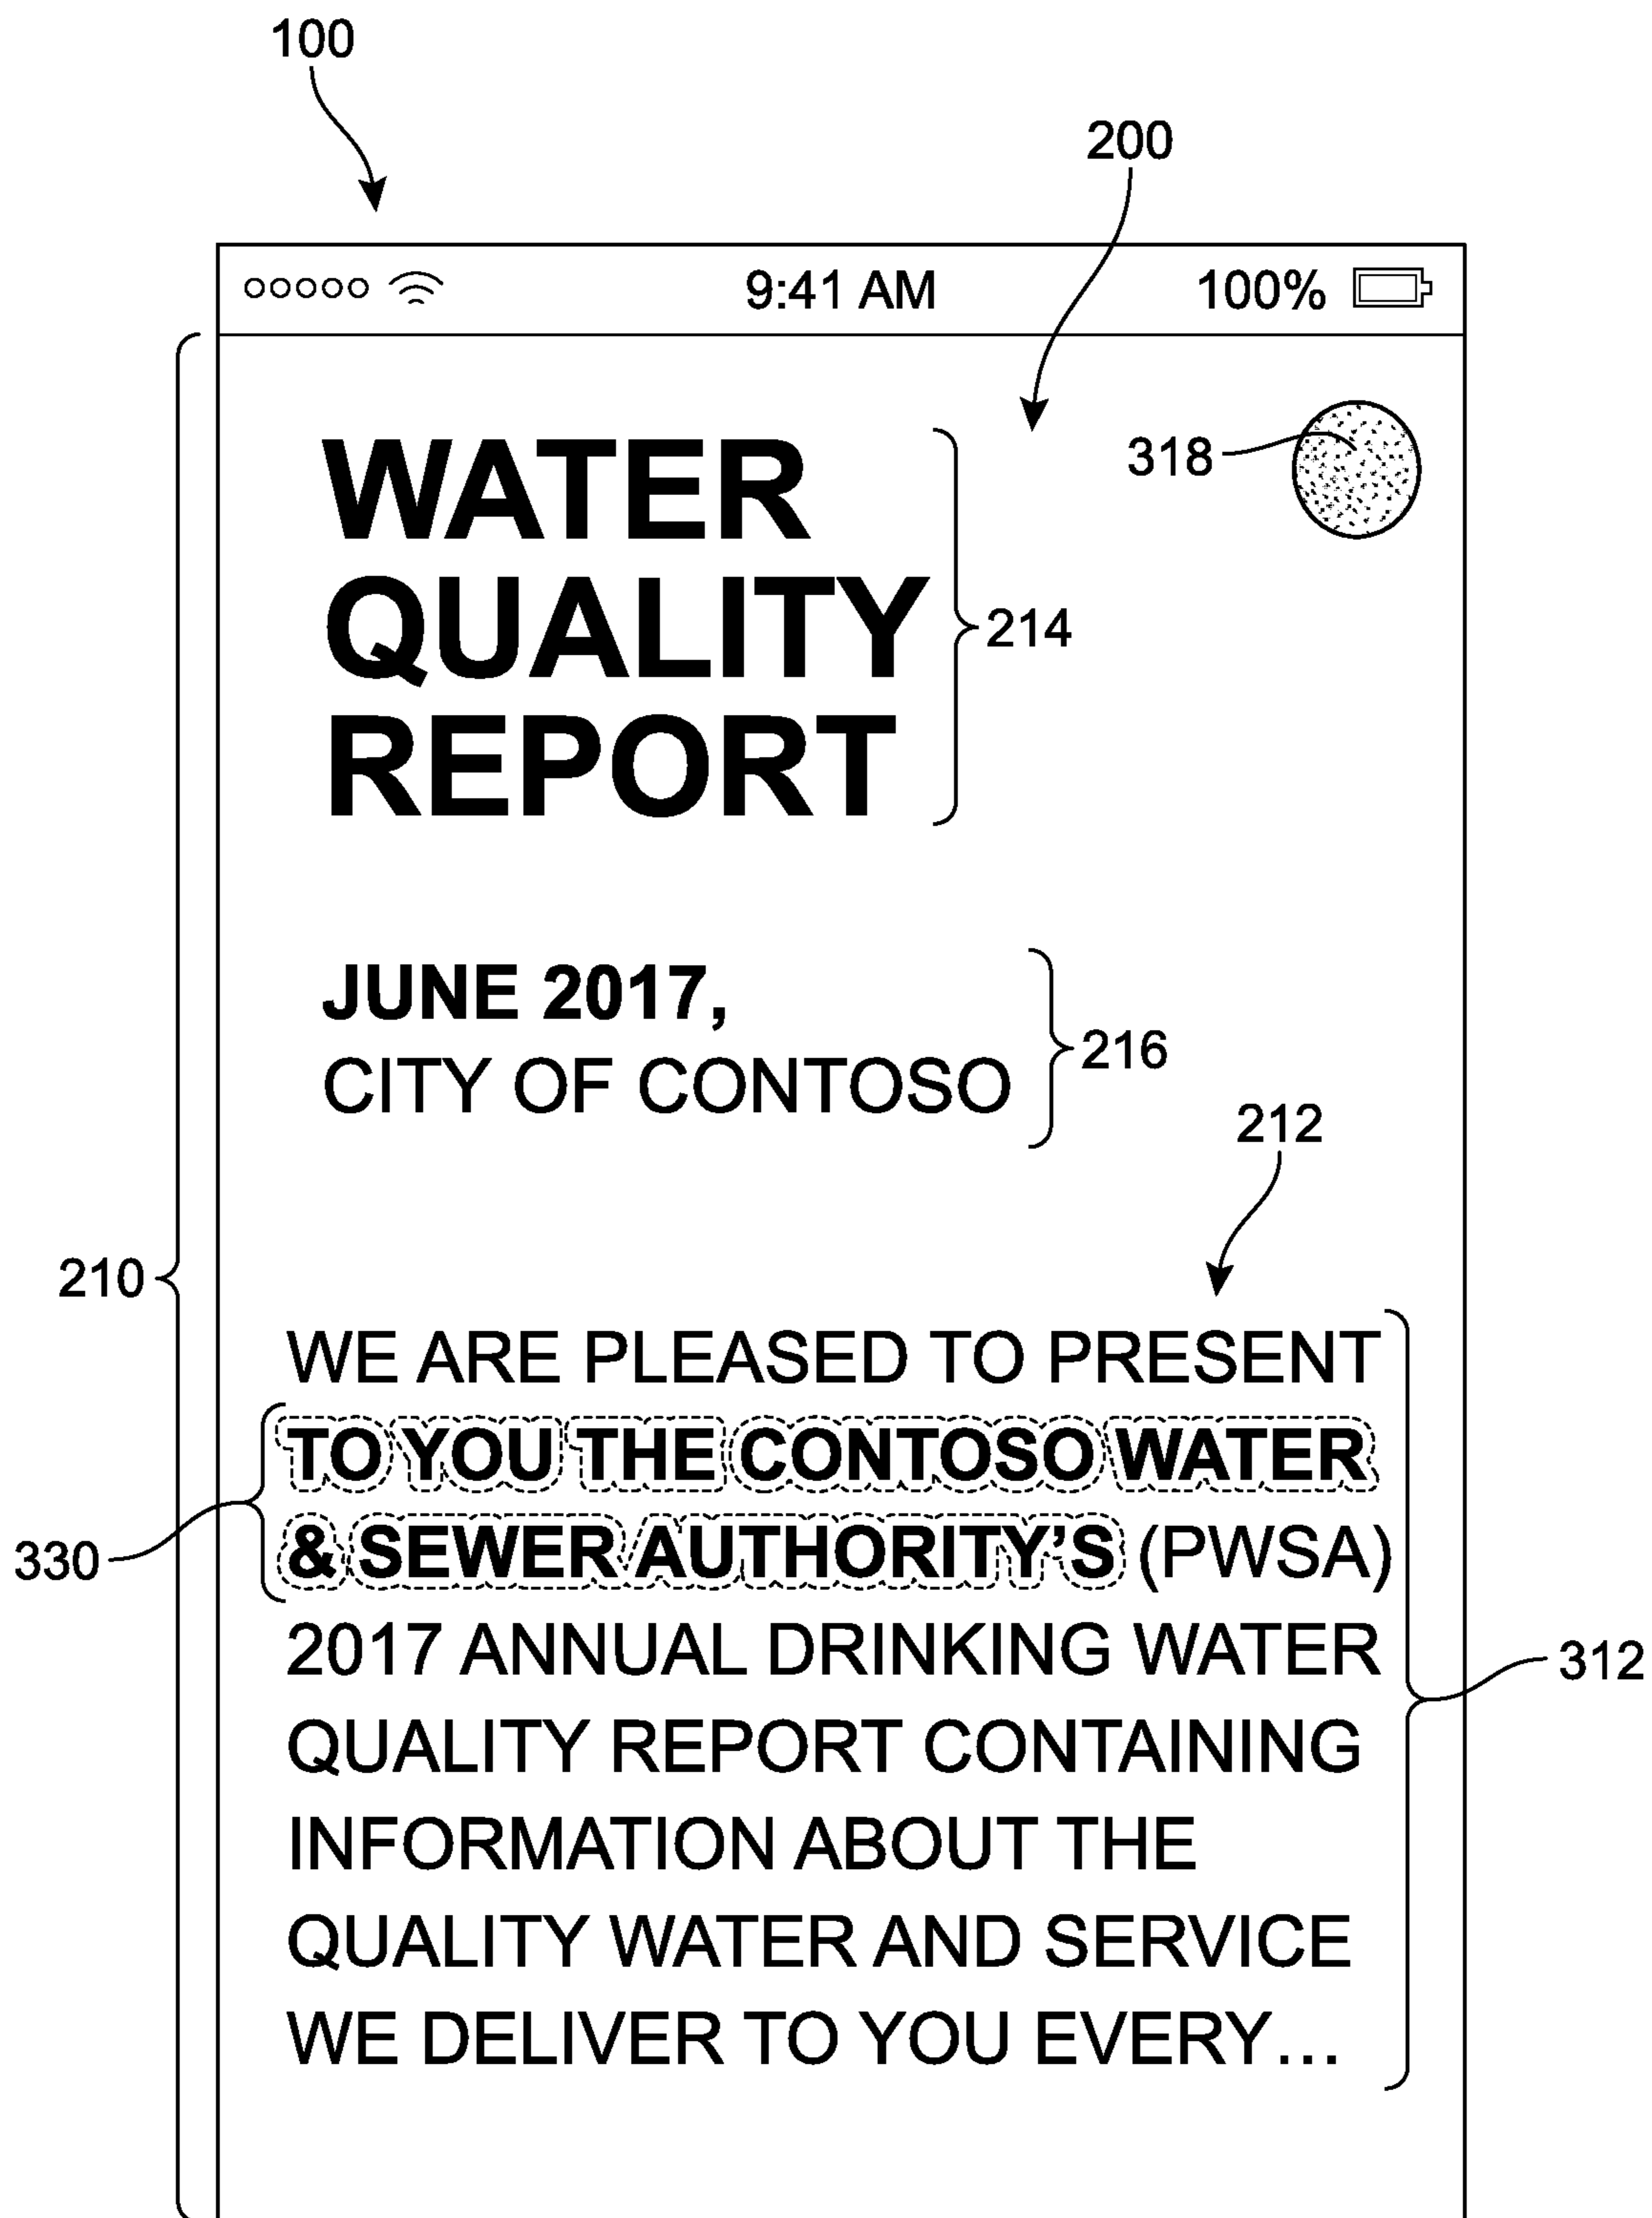 100
200
9:41 AM 100%
318
WATER
QUALITY
REPORT
214
JUNE 2017,
CITY OF CONTOSO
216
212
210
WE ARE PLEASED TO PRESENT
TO YOU THE CONTOSO WATER
& SEWER AUTHORITY'S (PWSA)
330
2017 ANNUAL DRINKING WATER
312
QUALITY REPORT CONTAINING
INFORMATION ABOUT THE
QUALITY WATER AND SERVICE
WE DELIVER TO YOU EVERY...